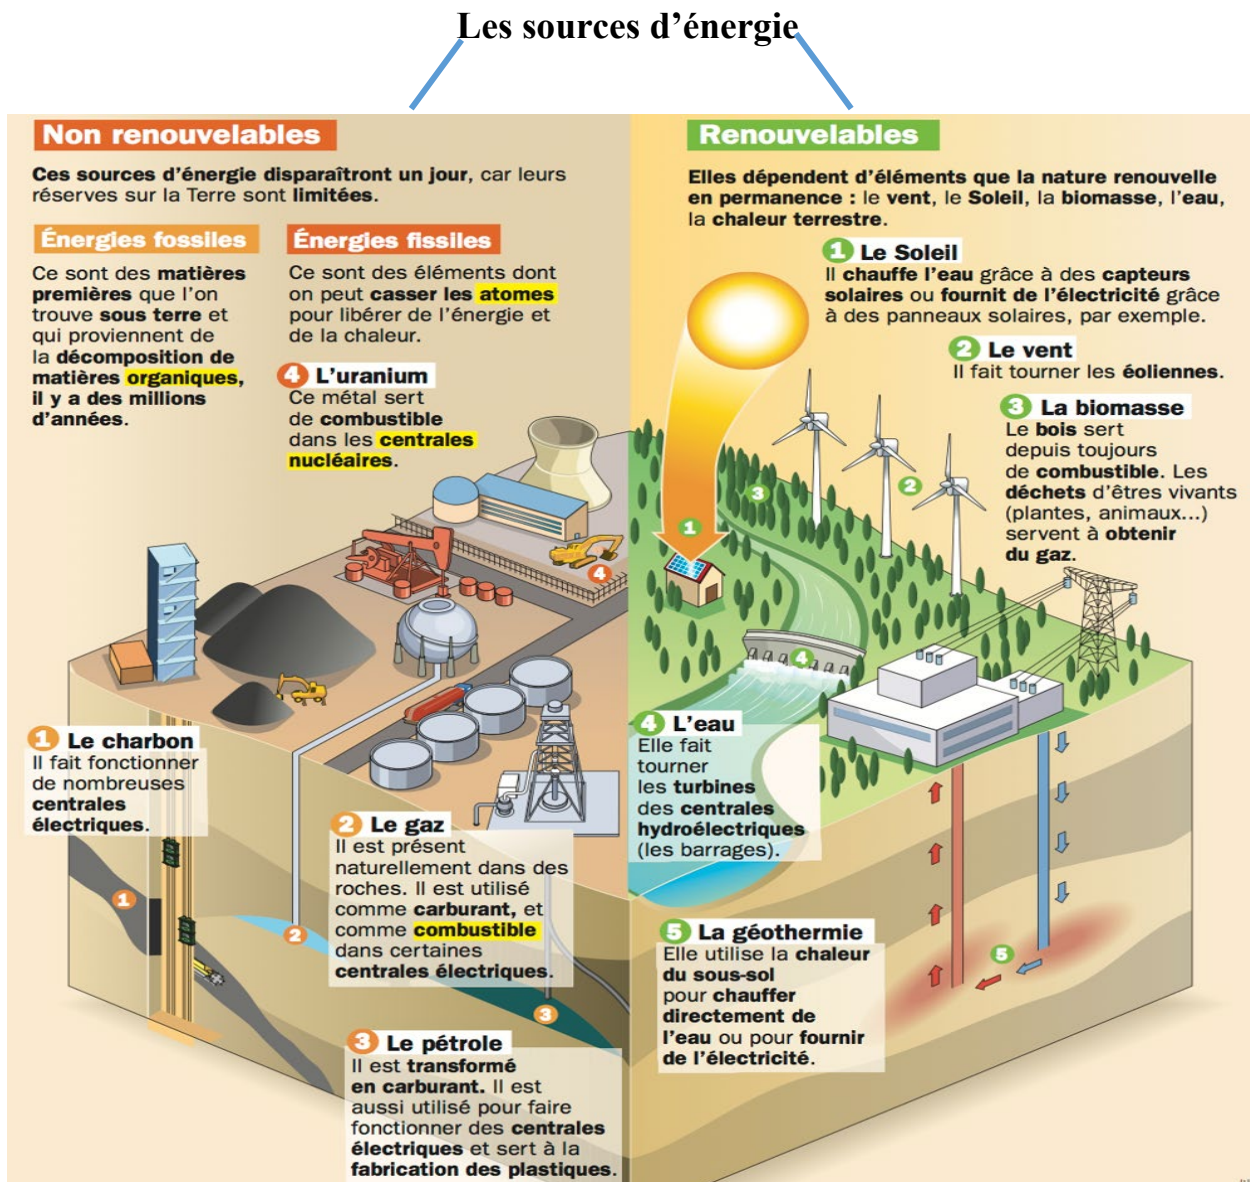 Les sources d’énergie
Non renouvelables
Ces sources d’énergie disparaîtront un jour, car leurs
réserves sur la Terre sont limitées.
Énergies fossiles
Ce sont des matières
premières que l’on
trouve sous terre et
qui proviennent de
la décomposition de
matières organiques,
il y a des millions
d’années.
Énergies fissiles
Ce sont des éléments dont
on peut casser les atomes
pour libérer de l’énergie et
de la chaleur.
4 L’uranium
Ce métal sert
de combustible
dans les centrales
nucléaires.
4
1 Le charbon
Il fait fonctionner
de nombreuses
centrales
électriques.
1
2 Le gaz
Il est présent
naturellement dans des
roches. Il est utilisé
comme carburant, et
comme combustible
dans certaines
centrales électriques.
2
3
3 Le pétrole
Il est transformé
en carburant. Il est
aussi utilisé pour faire
fonctionner des centrales
électriques et sert à la
fabrication des plastiques.
Renouvelables
Elles dépendent d’éléments que la nature renouvelle
en permanence : le vent, le Soleil, la biomasse, l’eau,
la chaleur terrestre.
1 Le Soleil
Il chauffe l’eau grâce à des capteurs
solaires ou fournit de l’électricité grâce
à des panneaux solaires, par exemple.
2 Le vent
Il fait tourner les éoliennes.
3 La biomasse
Le bois sert
depuis toujours
de combustible. Les
déchets d’êtres vivants
(plantes, animaux...)
servent à obtenir
du gaz.
3
2
1
4
4 L’eau
Elle fait
tourner
les turbines
des centrales
hydroélectriques
(les barrages).
5 La géothermie
Elle utilise la chaleur
du sous-sol
pour chauffer
directement de
l’eau ou pour fournir
de l’électricité.
5